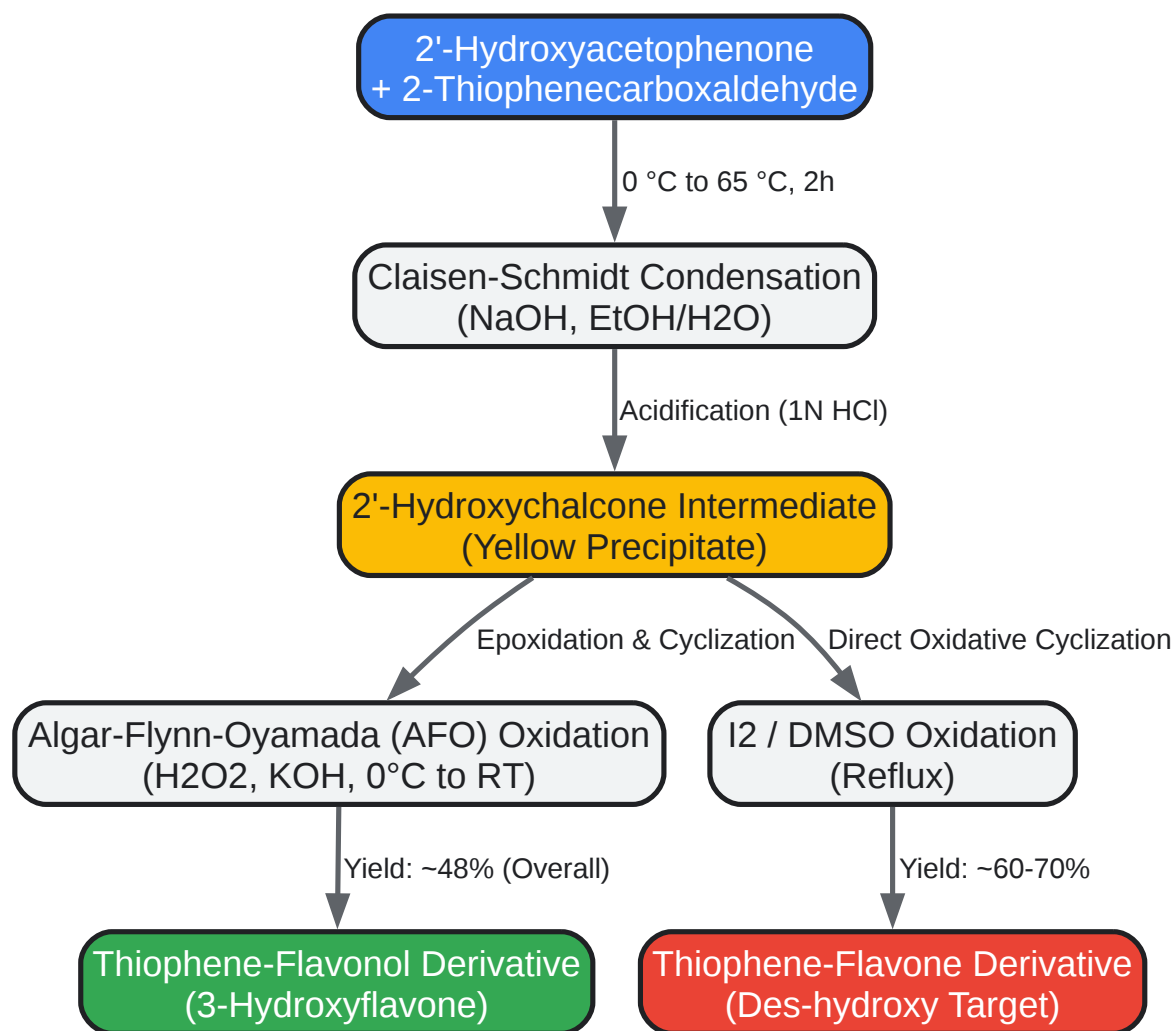 2'-Hydroxyacetophenone
+ 2-Thiophenecarboxaldehyde
0 °C to 65 °C, 2h
Claisen-Schmidt Condensation
(NaOH, EtOH/H2O)
Acidification (1N HCl)
2'-Hydroxychalcone Intermediate
(Yellow Precipitate)
Epoxidation & Cyclization
Direct Oxidative Cyclization
Algar-Flynn-Oyamada (AFO) Oxidation
(H2O2, KOH, 0°C to RT)
I2 / DMSO Oxidation
(Reflux)
Yield: ~48% (Overall)
Yield: ~60-70%
Thiophene-Flavonol Derivative
(3-Hydroxyflavone)
Thiophene-Flavone Derivative
(Des-hydroxy Target)